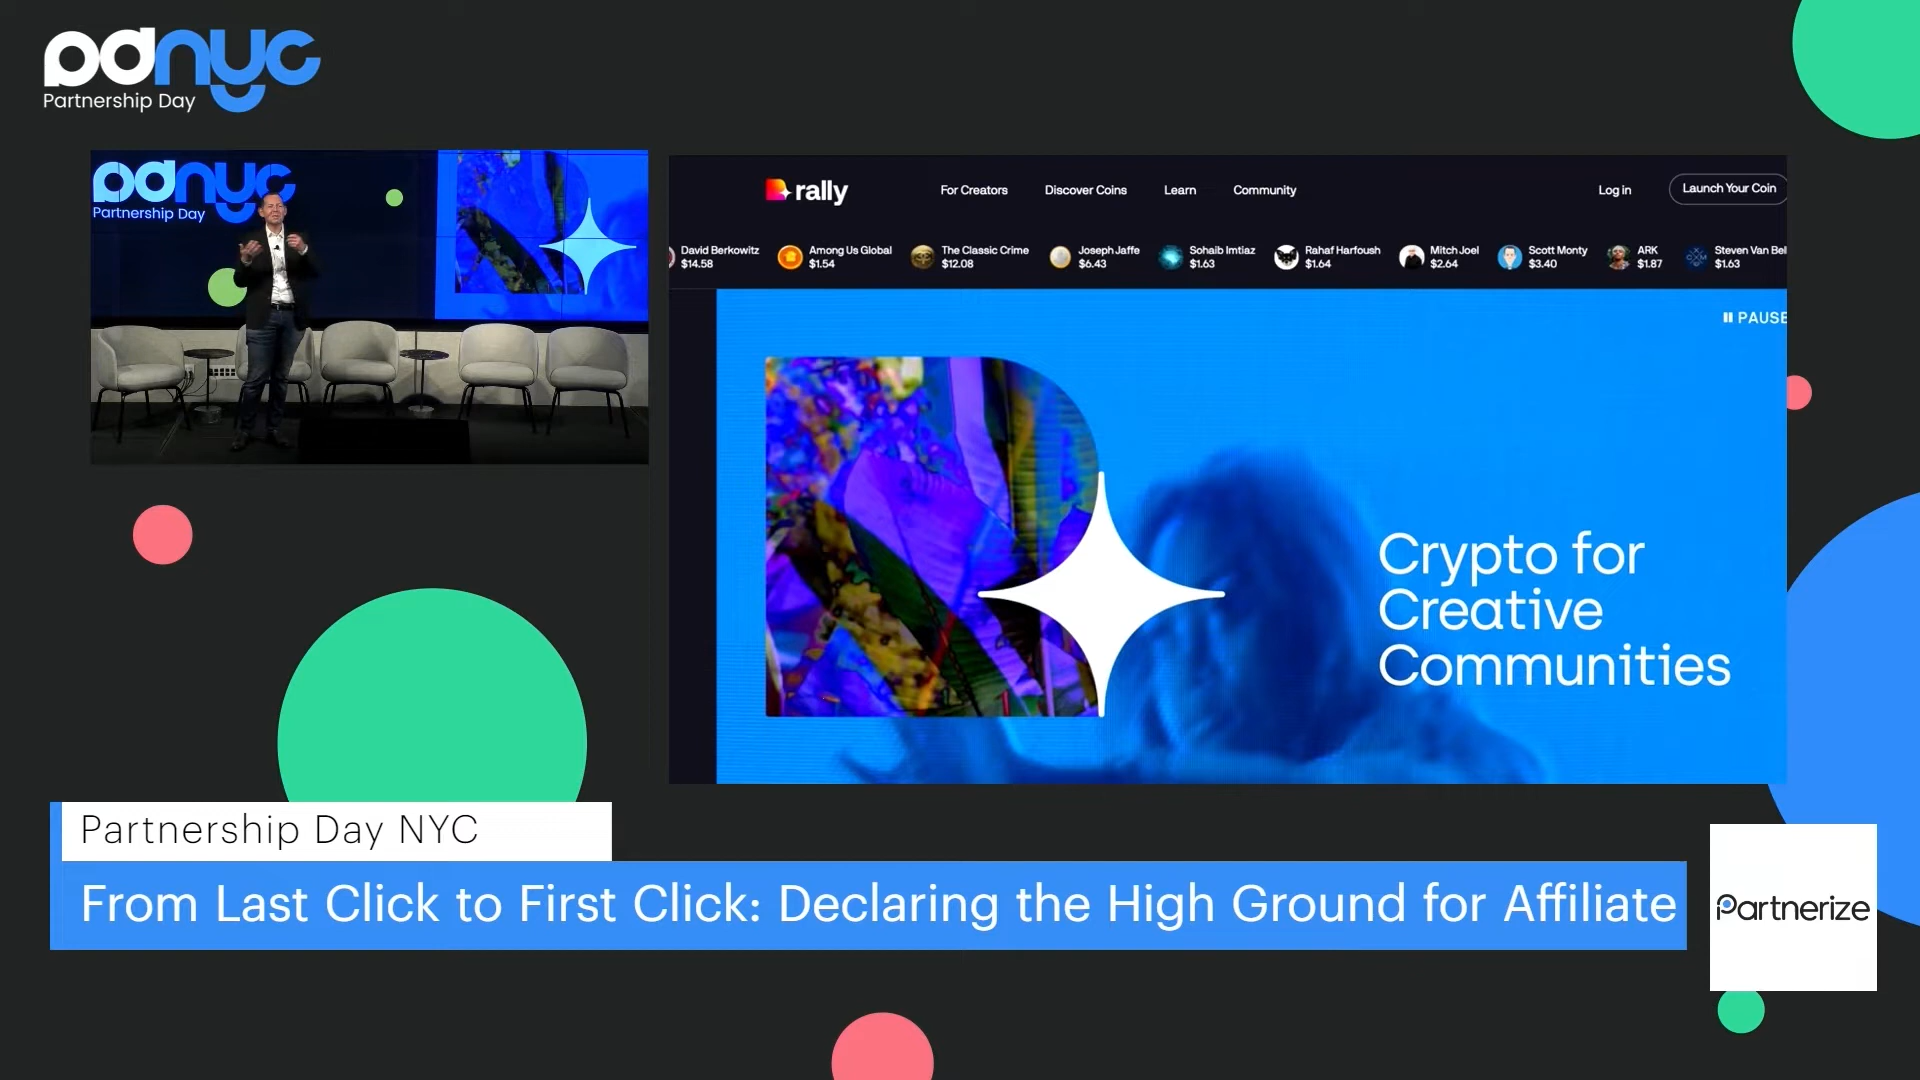 pdnyc
Partnership Day
pdnyc
Partnership Day
rally
For Creators
Discover Coins
Learn
Community
Log in
Launch Your Coin
David Berkowitz
$14.58
Among Us Global
$1.54
The Classic Crime
$12.08
Joseph Jaffe
$6.43
Sohaib Imtiaz
$1.63
Rahaf Harfoush
$1.64
Mitch Joel
$2.64
Scott Monty
$3.40
ARK
$1.87
Steven Van Bel
$1.63
PAUSE
Crypto for
Creative
Communities
Partnership Day NYC
From Last Click to First Click: Declaring the High Ground for Affiliate
Partnerize